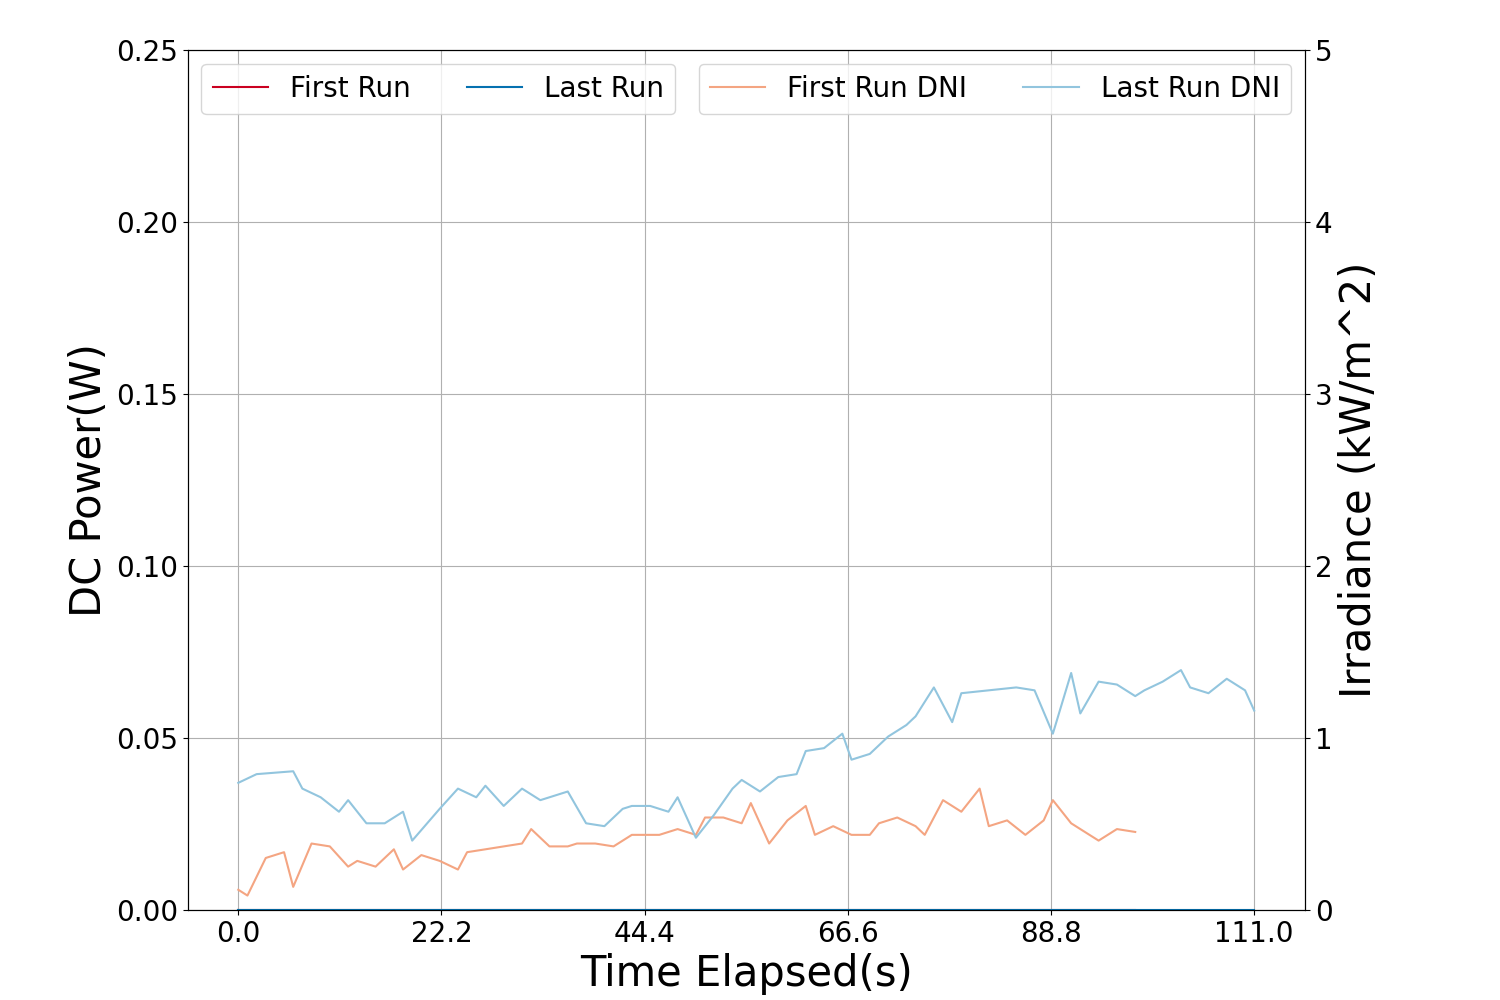 First Run
Last Run
First Run DNI
Last Run DNI
DC Power(W)
0.25
0.20
0.15
0.10
0.05
0.00
5
4
3
2
1
0
Irradiance (kW/m^2)
0.0 22.2 44.4 66.6 88.8 111.0
Time Elapsed(s)